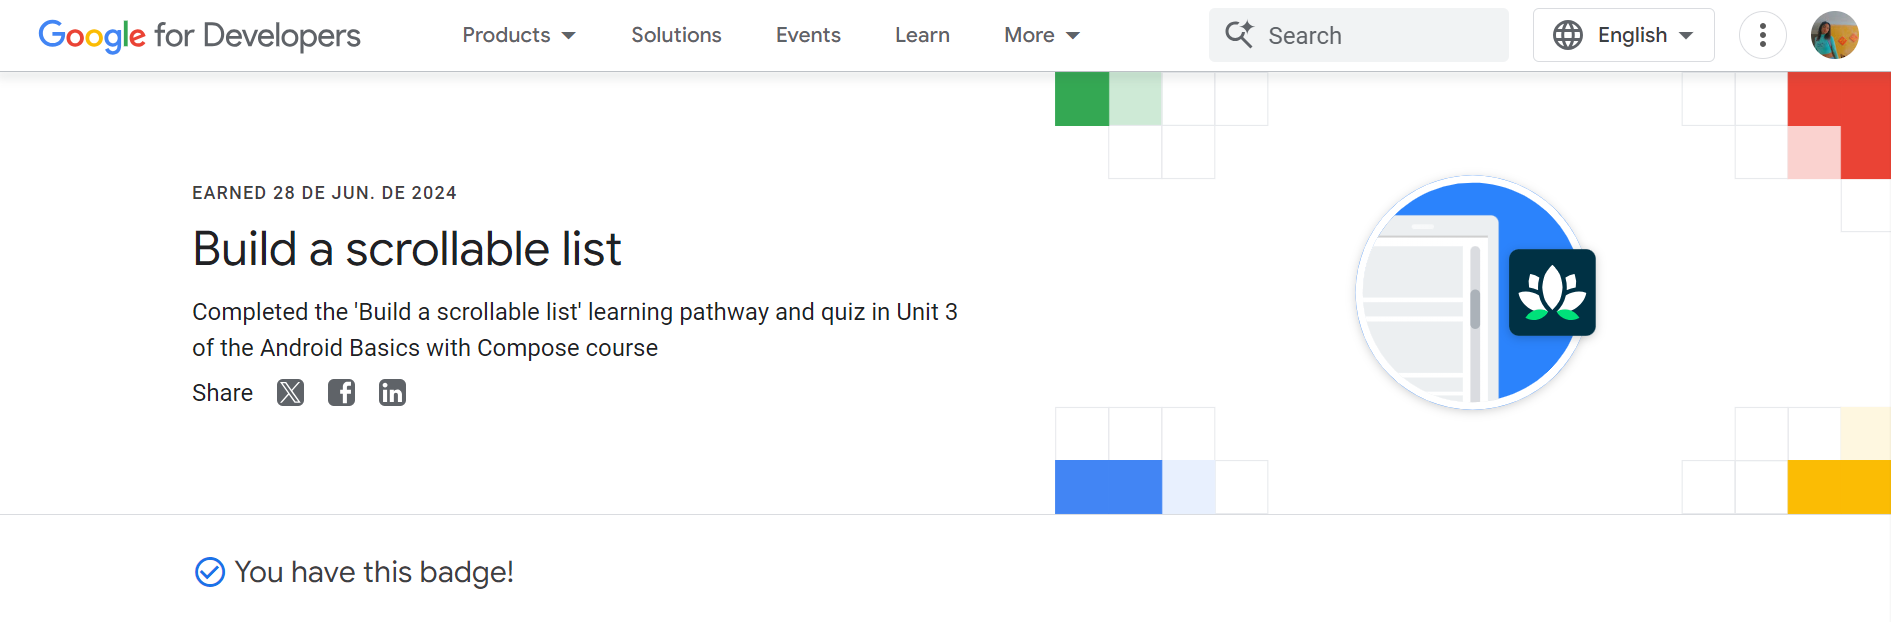 Google for Developers
Products
Solutions
Events
Learn
More
Search
English
EARNED 28 DE JUN. DE 2024
Build a scrollable list
Completed the 'Build a scrollable list' learning pathway and quiz in Unit 3
of the Android Basics with Compose course
Share
You have this badge!